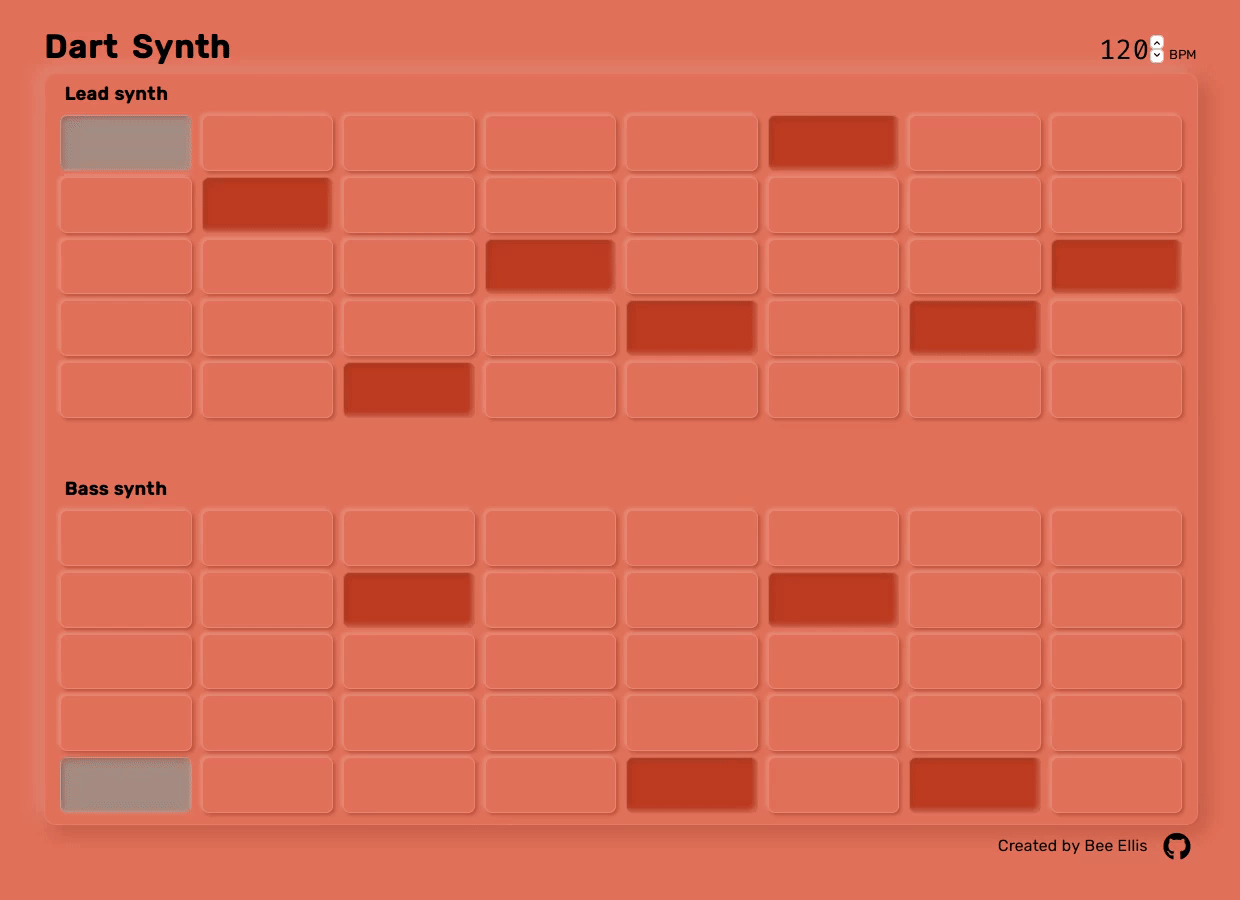 Dart Synth
120 BPM
Lead synth
Bass synth
Created by Bee Ellis